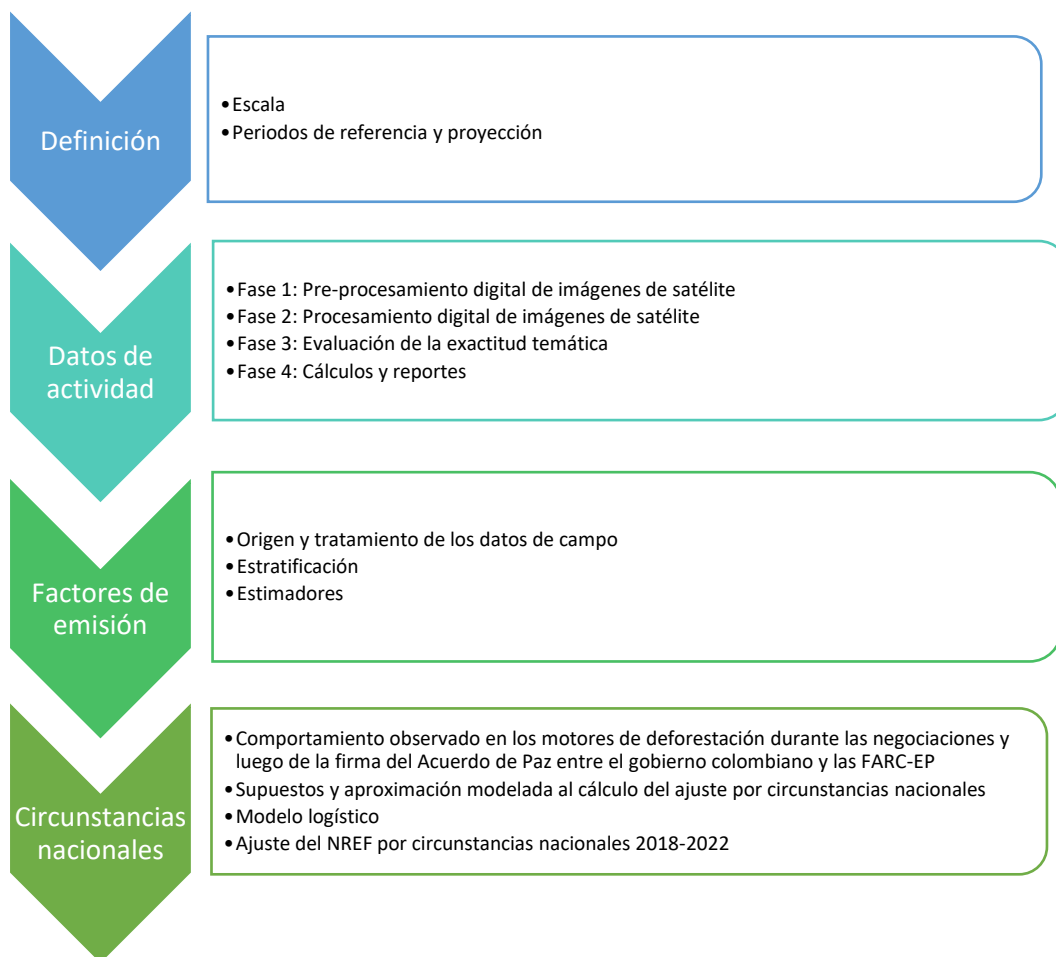 Definición
•Escala
•Periodos de referencia y proyección
Datos de
actividad
•Fase 1: Pre-procesamiento digital de imágenes de satélite
•Fase 2: Procesamiento digital de imágenes de satélite
•Fase 3: Evaluación de la exactitud temática
•Fase 4: Cálculos y reportes
Factores de
emisión
•Origen y tratamiento de los datos de campo
•Estratificación
•Estimadores
Circunstancias
nacionales
•Comportamiento observado en los motores de deforestación durante las negociaciones y
luego de la firma del Acuerdo de Paz entre el gobierno colombiano y las FARC-EP
•Supuestos y aproximación modelada al cálculo del ajuste por circunstancias nacionales
•Modelo logístico
•Ajuste del NREF por circunstancias nacionales 2018-2022